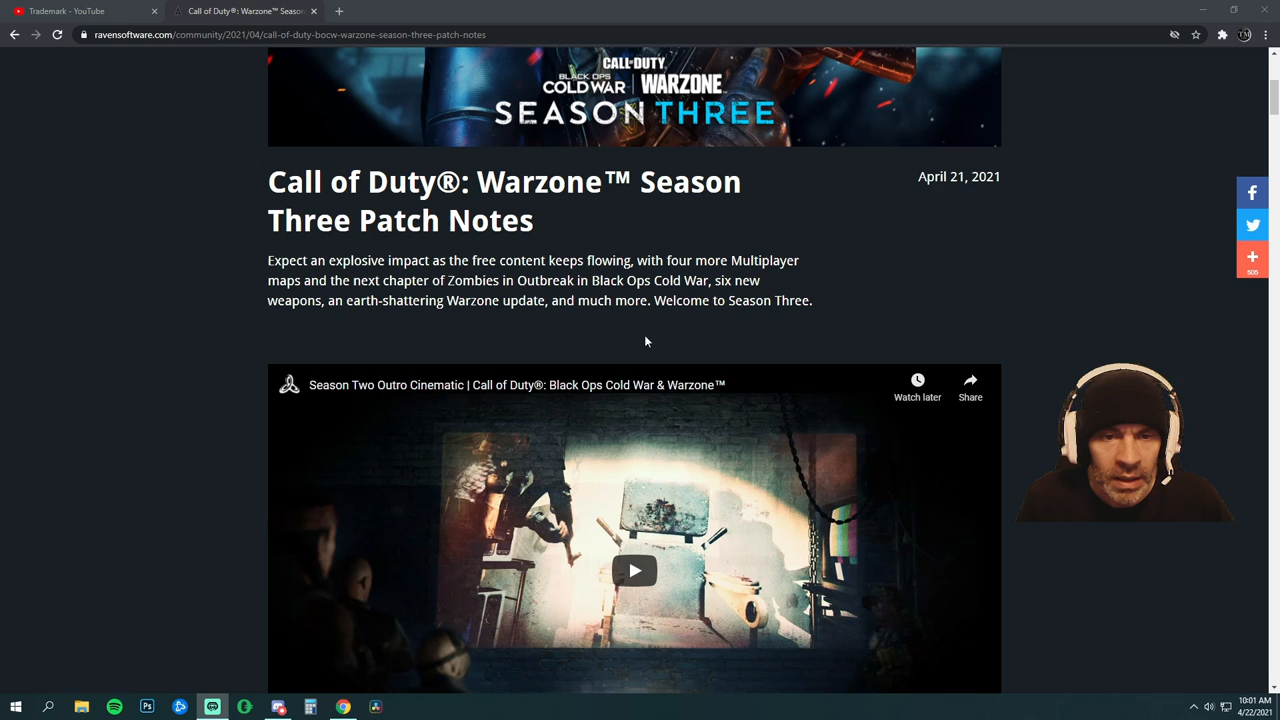 Trademark - YouTube
Call of Duty®: Warzone™ Season
ravensoftware.com/community/2021/04/call-of-duty-bocw-warzone-season-three-patch-notes
TM
CALL OF DUTY
BLACK OPS
COLD WAR | WARZONE™
SEASON THREE
Call of Duty®: Warzone™ Season
Three Patch Notes
April 21, 2021
Expect an explosive impact as the free content keeps flowing, with four more Multiplayer
maps and the next chapter of Zombies in Outbreak in Black Ops Cold War, six new
weapons, an earth-shattering Warzone update, and much more. Welcome to Season Three.
505
Season Two Outro Cinematic | Call of Duty®: Black Ops Cold War & Warzone™
Watch later
Share
Ps
10:01 AM
4/22/2021